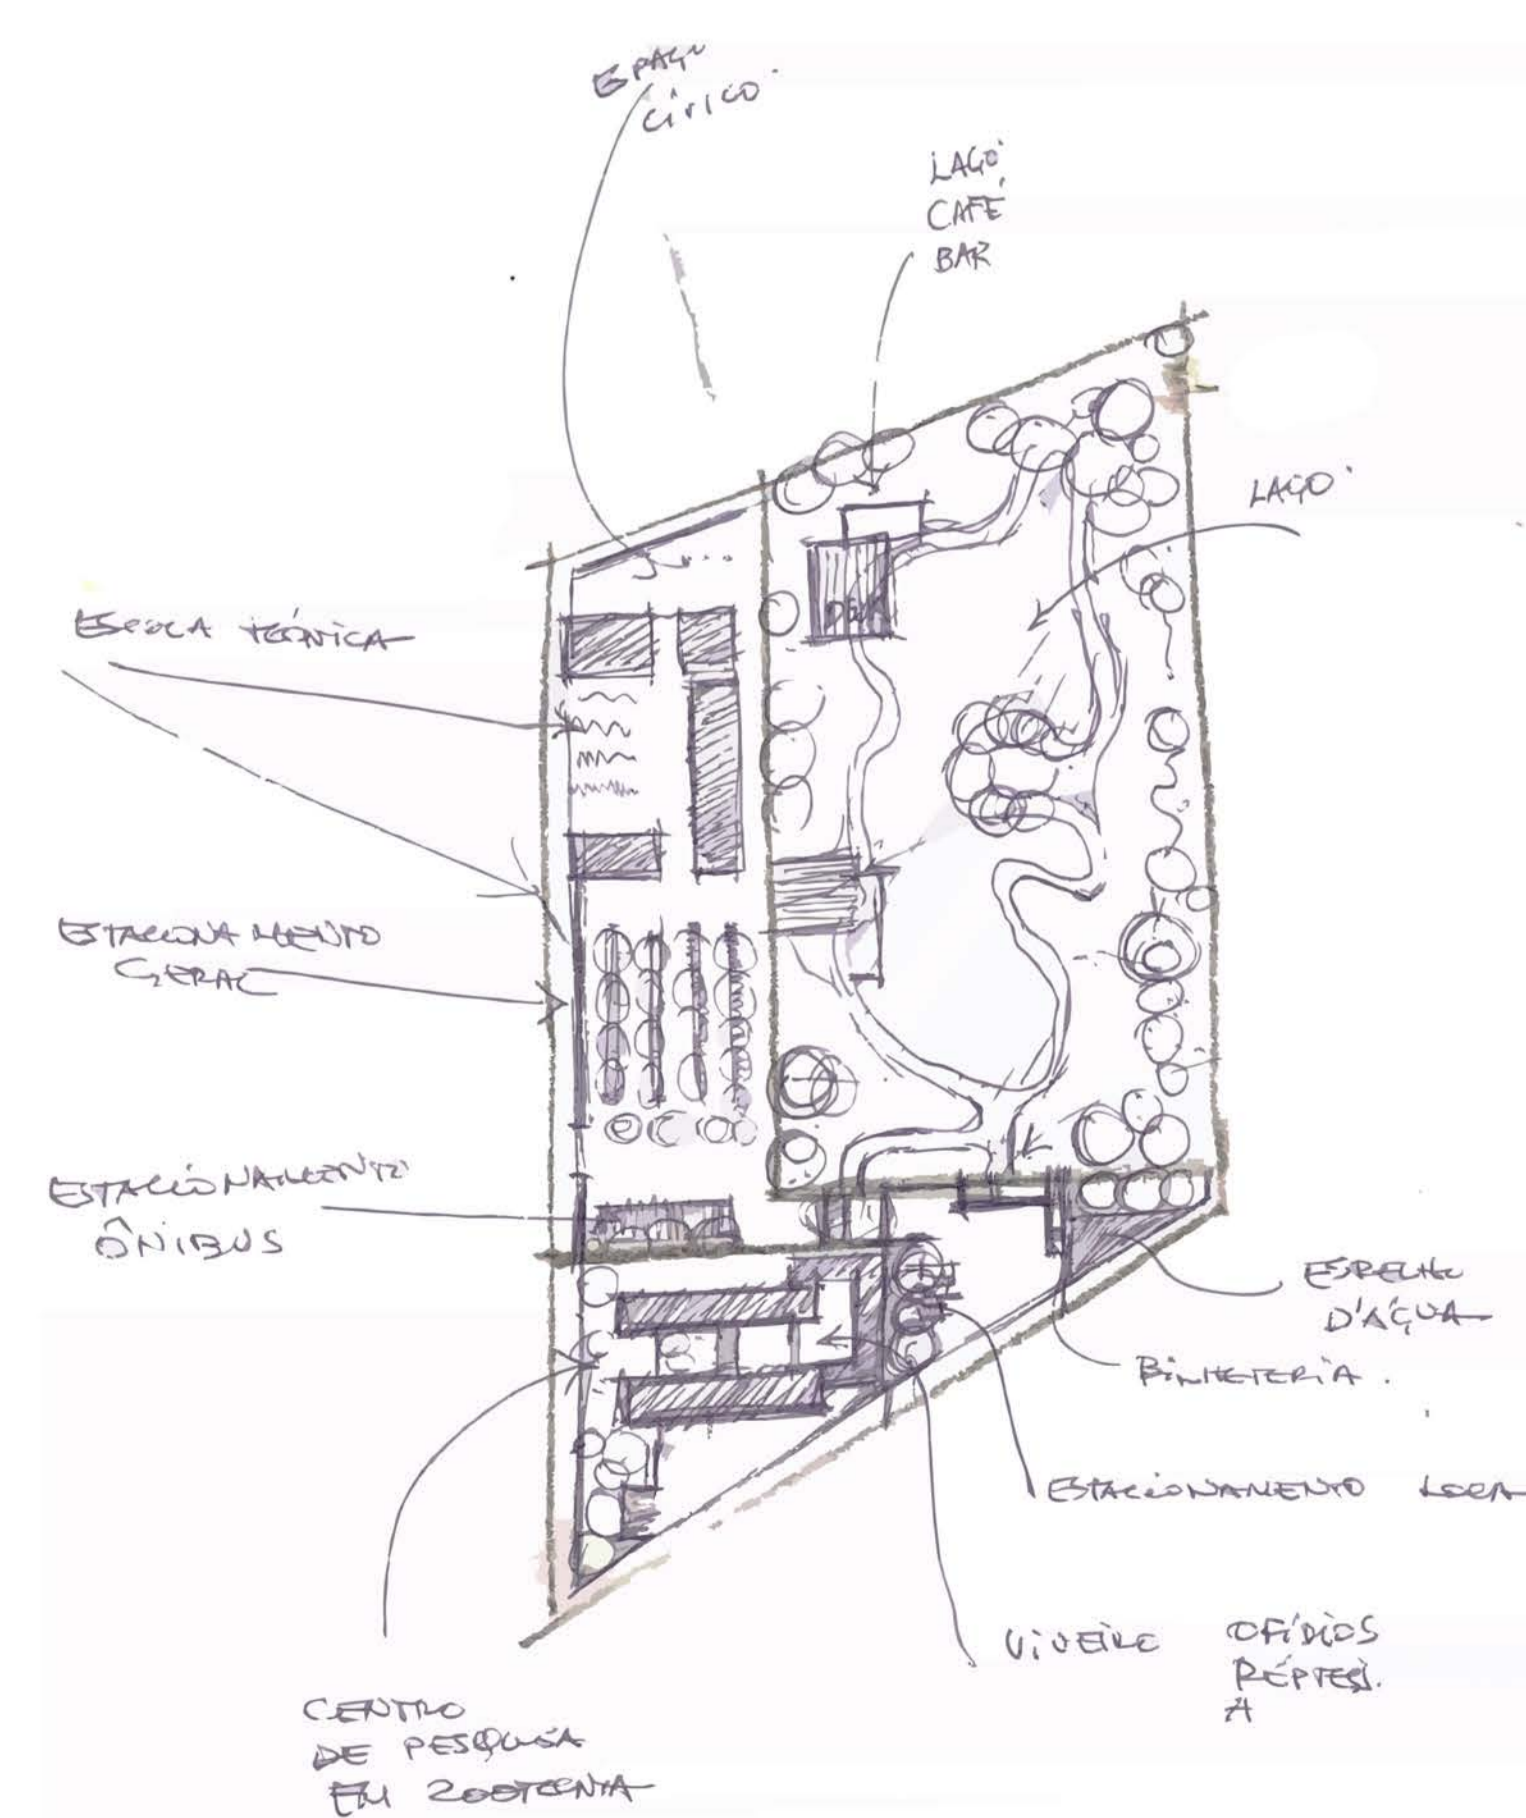 ESPAÇO
CÍVICO
LAGO
CAFÉ
BAR
LAGO
ESCOLA TÉCNICA
DECK
ESTACIONAMENTO
GERAL
ESTACIONAMENTO
ÔNIBUS
ESPELHO
D'ÁGUA
BILHETERIA.
ESTACIONAMENTO
VIVEIRO OFÍDIOS
RÉPTEIS.
A
CENTRO
DE PESQUISA
EM ZOOTECNIA